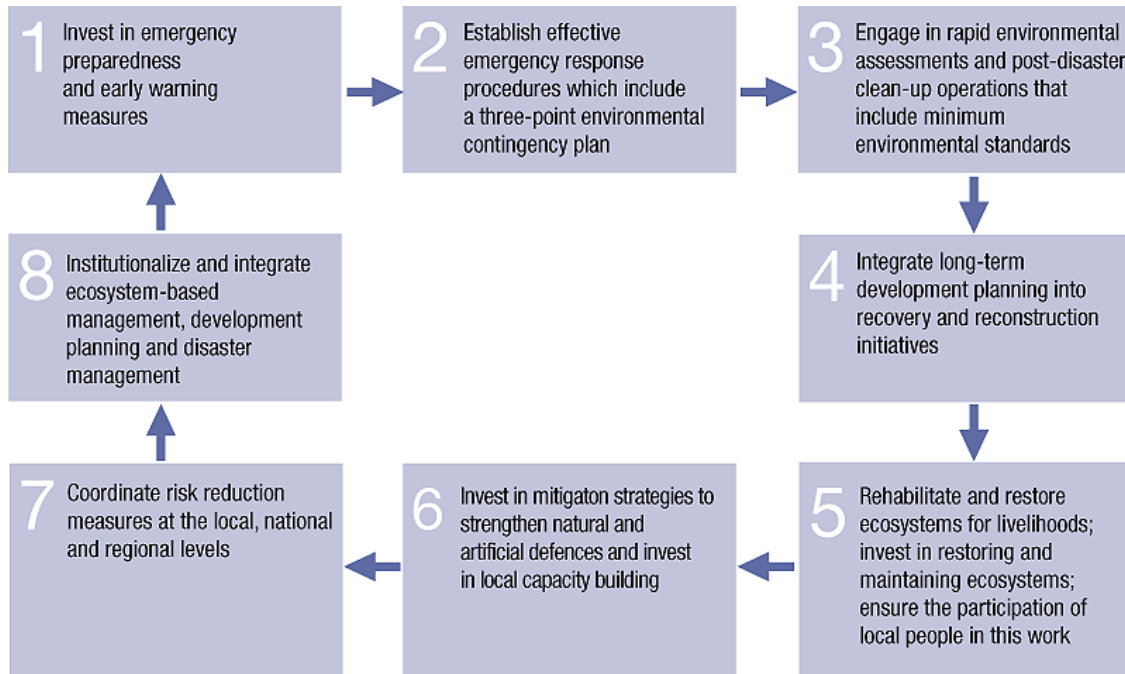 1
Invest in emergency
preparedness
and early warning
measures
2
Establish effective
emergency response
procedures which include
a three-point environmental
contingency plan
3
Engage in rapid environmental
assessments and post-disaster
clean-up operations that
include minimum
environmental standards
4
Integrate long-term
development planning into
recovery and reconstruction
initiatives
5
Rehabilitate and restore
ecosystems for livelihoods;
invest in restoring and
maintaining ecosystems;
ensure the participation of
local people in this work
6
Invest in mitigaton strategies to
strengthen natural and
artificial defences and invest
in local capacity building
7
Coordinate risk reduction
measures at the local, national
and regional levels
8
Institutionalize and integrate
ecosystem-based
management, development
planning and disaster
management